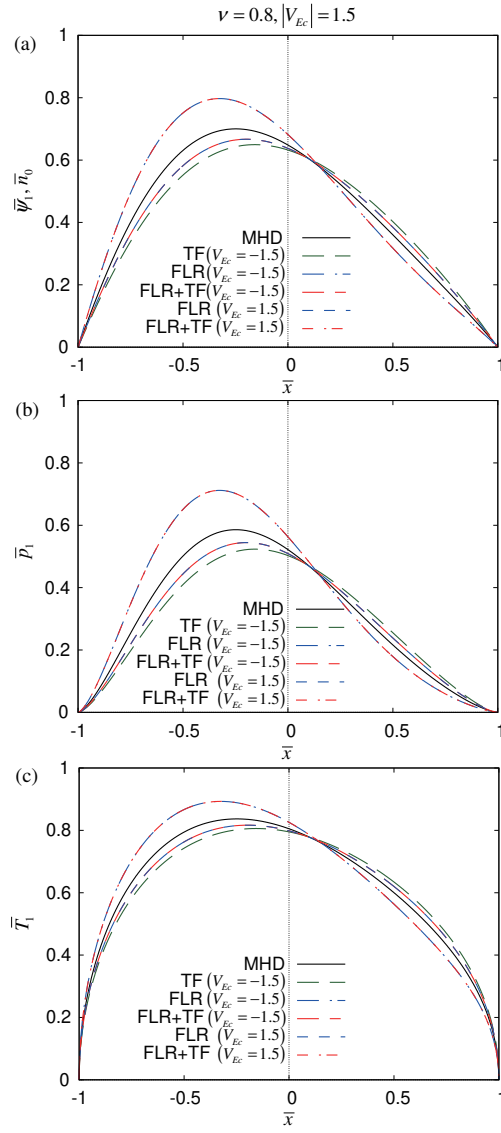 ν = 0.8, |V_Ec| = 1.5
(a)
1
0.8
0.6
0.4
0.2
0
ψ̄₁, n̄₀
MHD
TF (V_Ec = −1.5)
FLR (V_Ec = −1.5)
FLR+TF (V_Ec = −1.5)
FLR (V_Ec = 1.5)
FLR+TF (V_Ec = 1.5)
-1 -0.5 0 0.5 1
x̄
(b)
1
0.8
0.6
0.4
0.2
0
p̄₁
MHD
TF (V_Ec = −1.5)
FLR (V_Ec = −1.5)
FLR+TF (V_Ec = −1.5)
FLR (V_Ec = 1.5)
FLR+TF (V_Ec = 1.5)
-1 -0.5 0 0.5 1
x̄
(c)
1
0.8
0.6
0.4
0.2
0
T̄₁
MHD
TF (V_Ec = −1.5)
FLR (V_Ec = −1.5)
FLR+TF (V_Ec = −1.5)
FLR (V_Ec = 1.5)
FLR+TF (V_Ec = 1.5)
-1 -0.5 0 0.5 1
x̄